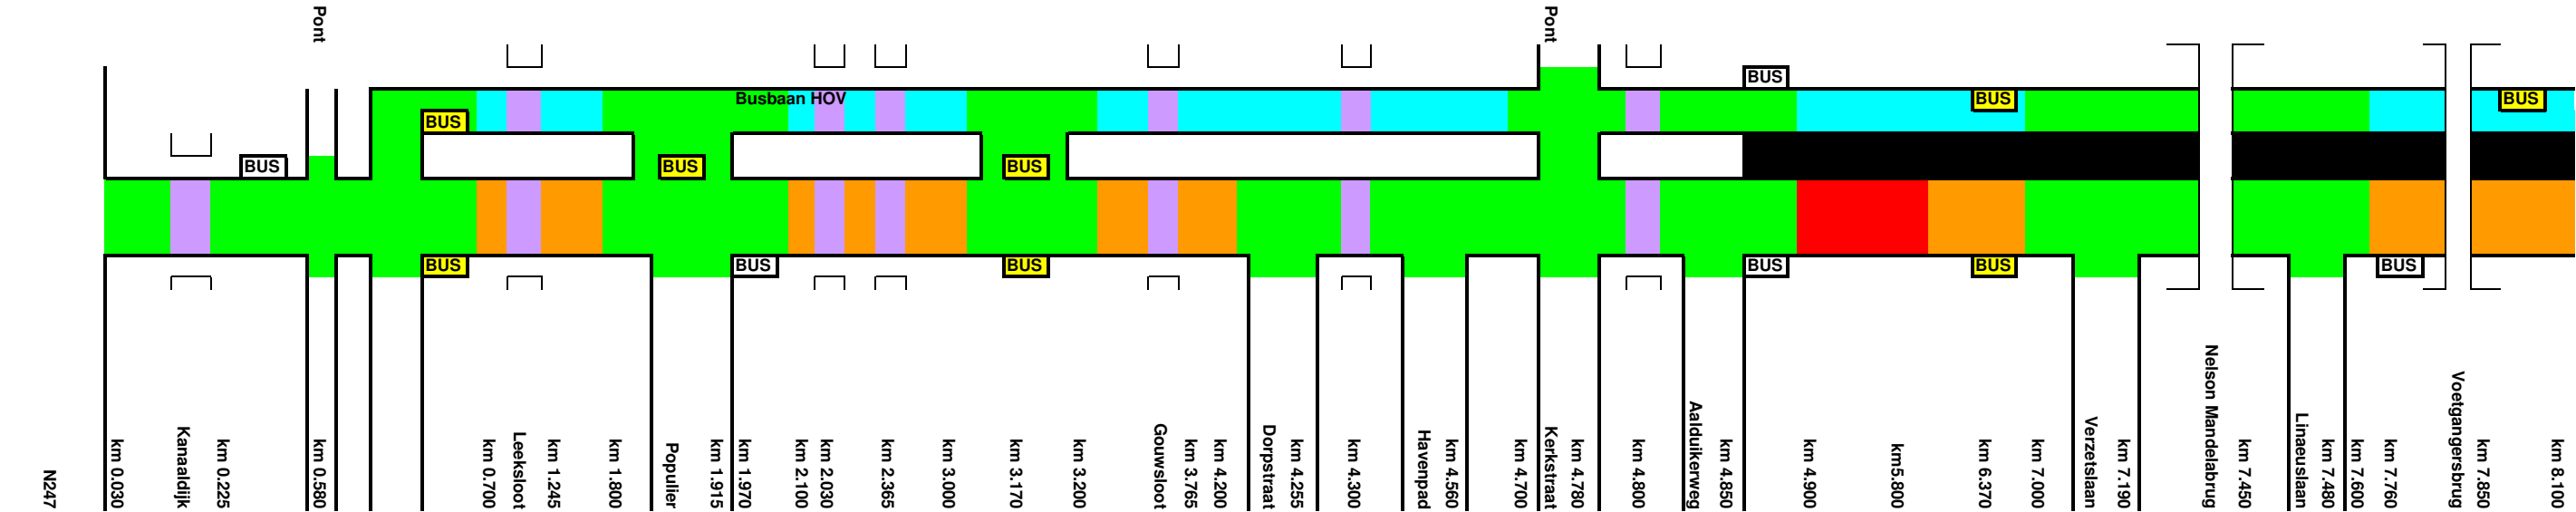 Pont
Pont
BUS
Busbaan HOV
BUS
BUS
BUS
BUS
BUS
BUS
BUS
BUS
BUS
BUS
BUS
BUS
BUS
N247
km 0.030
Kanaaldijk
km 0.225
km 0.580
km 0.700
Leeksloot
km 1.245
km 1.800
Populier
km 1.915
km 1.970
km 2.100
km 2.030
km 2.365
km 3.000
km 3.170
km 3.200
Gouwsloot
km 3.765
km 4.200
Dorpstraat
km 4.255
km 4.300
Havenpad
km 4.560
km 4.700
Kerkstraat
km 4.780
km 4.800
Aalduikerweg
km 4.850
km 4.900
km5.800
km 6.370
km 7.000
Verzetslaan
km 7.190
Nelson Mandelabrug
km 7.450
Linaeuslaan
km 7.480
km 7.600
km 7.760
Voetgangersbrug
km 7.850
km 8.100